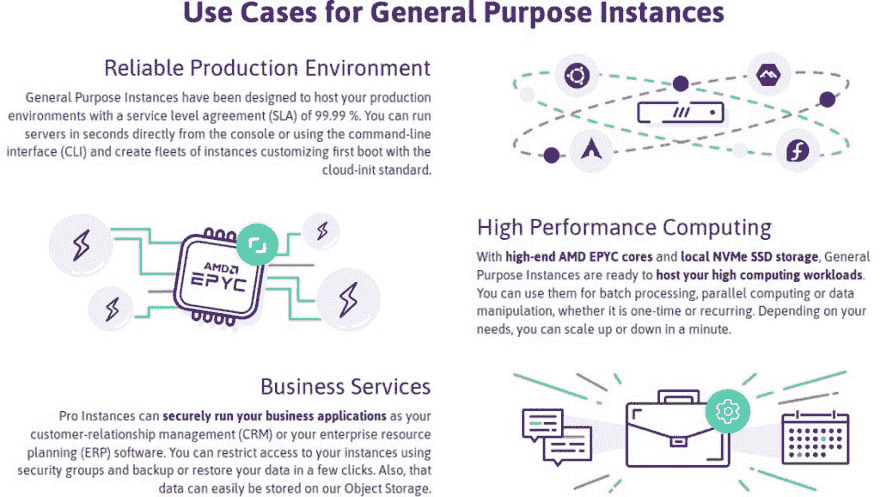 Use Cases for General Purpose Instances
Reliable Production Environment
General Purpose Instances have been designed to host your production
environments with a service level agreement (SLA) of 99.99 %. You can run
servers in seconds directly from the console or using the command-line
interface (CLI) and create fleets of instances customizing first boot with the
cloud-init standard.
AMD
EPYC
High Performance Computing
With high-end AMD EPYC cores and local NVMe SSD storage, General
Purpose Instances are ready to host your high computing workloads.
You can use them for batch processing, parallel computing or data
manipulation, whether it is one-time or recurring. Depending on your
needs, you can scale up or down in a minute.
Business Services
Pro Instances can securely run your business applications as your
customer-relationship management (CRM) or your enterprise resource
planning (ERP) software. You can restrict access to your instances using
security groups and backup or restore your data in a few clicks. Also, that
data can easily be stored on our Object Storage.